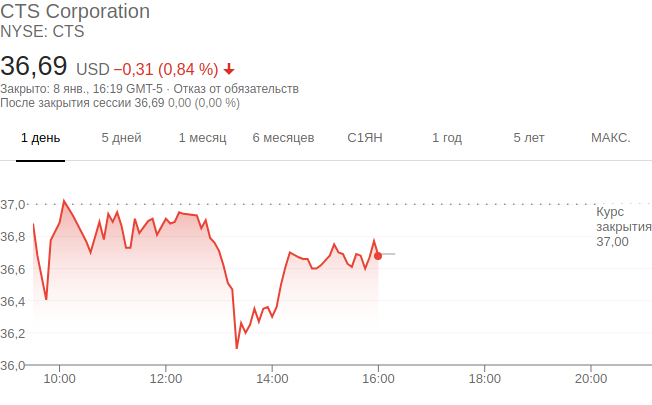 CTS Corporation
NYSE: CTS
36,69 USD −0,31 (0,84 %)
Закрыто: 8 янв., 16:19 GMT-5 · Отказ от обязательств
После закрытия сессии 36,69 0,00 (0,00 %)
1 день 5 дней 1 месяц 6 месяцев С1ЯН 1 год 5 лет МАКС.
37,0
Курс
закрытия
37,00
36,8
36,6
36,4
36,2
36,0
10:00 12:00 14:00 16:00 18:00 20:00